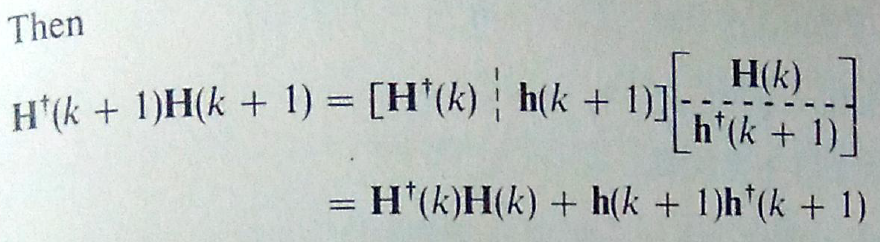 Then
H†(k + 1)H(k + 1) = [H†(k) ¦ h(k + 1)][H(k)
h†(k + 1)]
= H†(k)H(k) + h(k + 1)h†(k + 1)